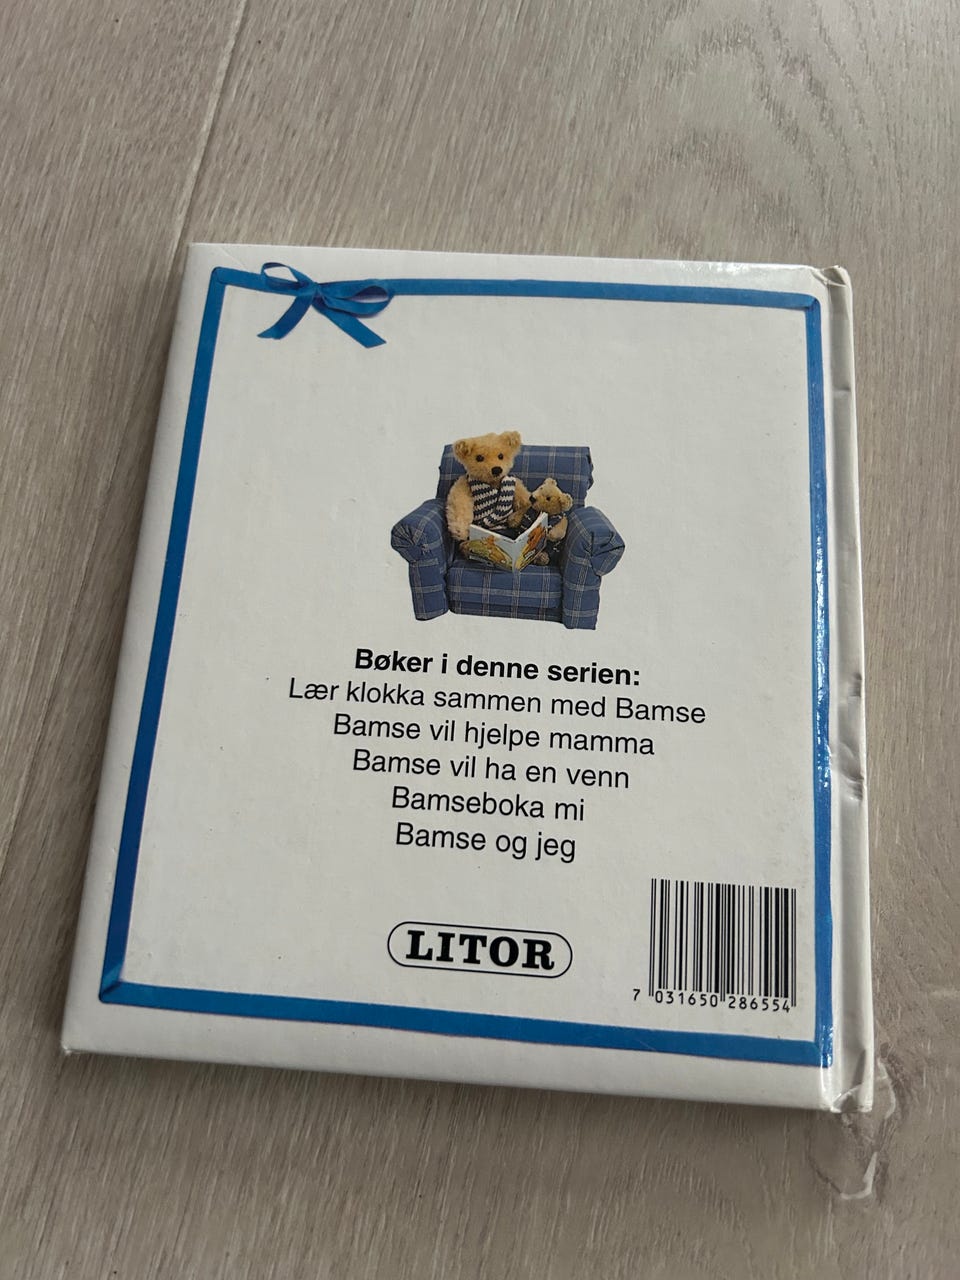 Bøker i denne serien:
Lær klokka sammen med Bamse
Bamse vil hjelpe mamma
Bamse vil ha en venn
Bamseboka mi
Bamse og jeg
LITOR
7 031650 286554